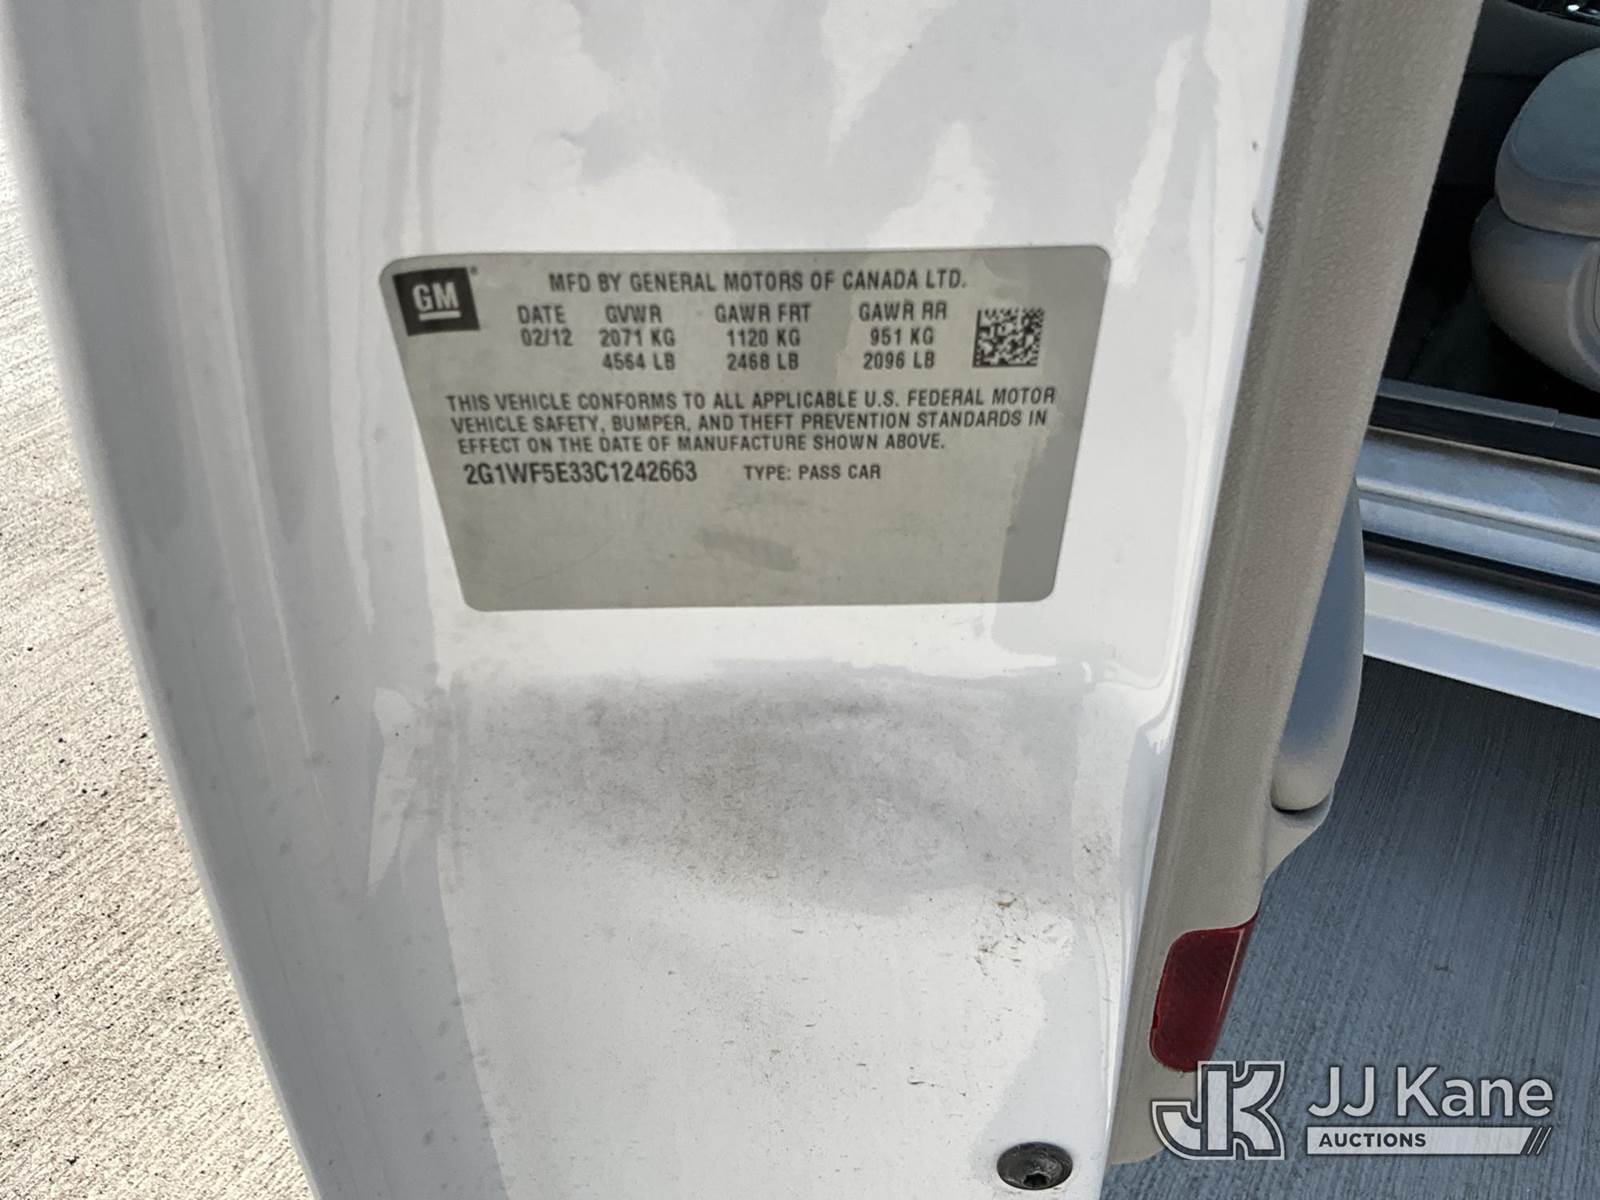 GM
MFD BY GENERAL MOTORS OF CANADA LTD.
DATE GVWR GAWR FRT GAWR RR
02/12 2071 KG 1120 KG 951 KG
4564 LB 2468 LB 2096 LB
THIS VEHICLE CONFORMS TO ALL APPLICABLE U.S. FEDERAL MOTOR
VEHICLE SAFETY, BUMPER, AND THEFT PREVENTION STANDARDS IN
EFFECT ON THE DATE OF MANUFACTURE SHOWN ABOVE.
2G1WF5E33C1242663 TYPE: PASS CAR
JK JJ Kane
AUCTIONS